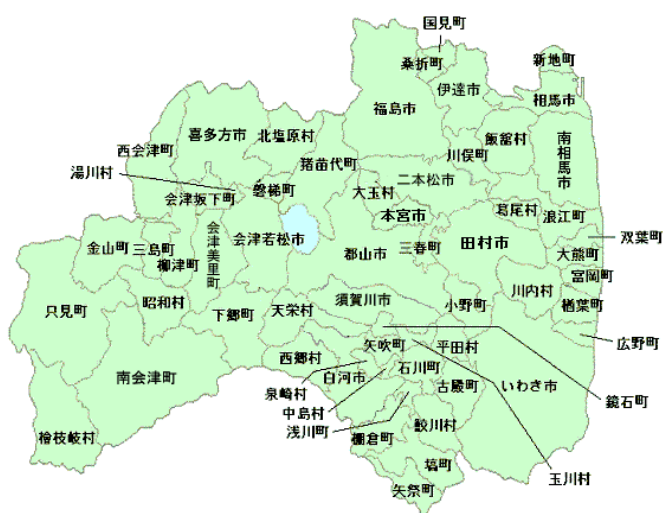 国見町
桑折町
新地町
伊達市
相馬市
福島市
喜多方市
北塩原村
飯舘村
南相馬市
西会津町
川俣町
猪苗代町
湯川村
磐梯町
二本松市
大玉村
会津坂下町
葛尾村
本宮市
浪江町
双葉町
会津美里町
会津若松市
金山町
三島町
郡山市
三春町
田村市
大熊町
柳津町
富岡町
川内村
昭和村
須賀川市
楢葉町
只見町
下郷町
天栄村
小野町
広野町
矢吹町
平田村
西郷村
石川町
南会津町
白河市
古殿町
いわき市
泉崎村
鏡石町
中島村
鮫川村
浅川町
棚倉町
檜枝岐村
塙町
玉川村
矢祭町